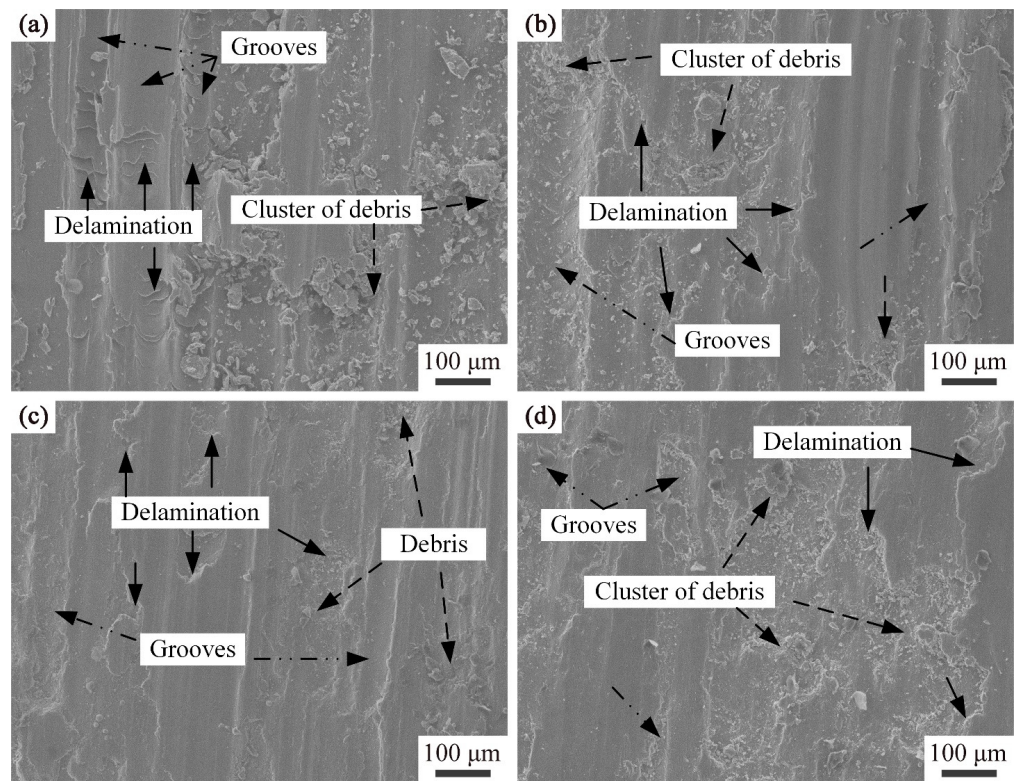 (a)
Grooves
Delamination
Cluster of debris
100 μm
(b)
Cluster of debris
Delamination
Grooves
100 μm
(c)
Delamination
Debris
Grooves
100 μm
(d)
Delamination
Grooves
Cluster of debris
100 μm